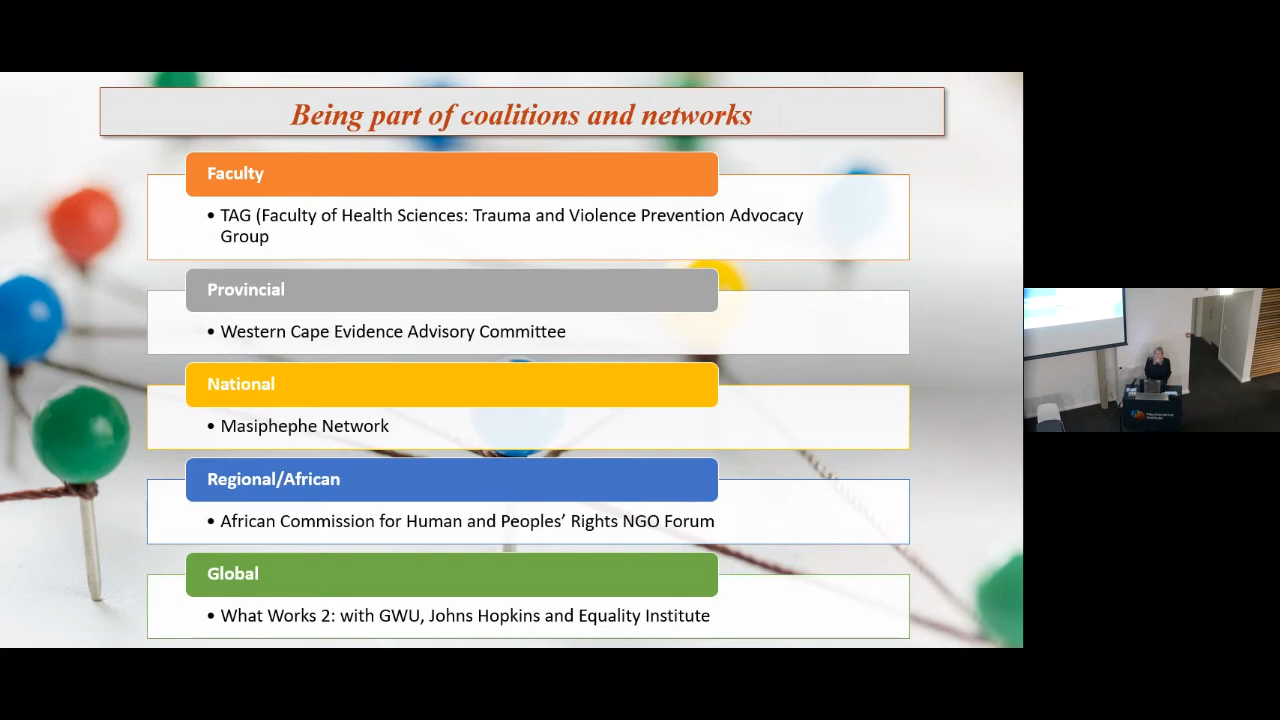 Being part of coalitions and networks
Faculty
• TAG (Faculty of Health Sciences: Trauma and Violence Prevention Advocacy
Group
Provincial
• Western Cape Evidence Advisory Committee
National
• Masiphephe Network
Regional/African
• African Commission for Human and Peoples’ Rights NGO Forum
Global
• What Works 2: with GWU, Johns Hopkins and Equality Institute
Neuroscience
Institute